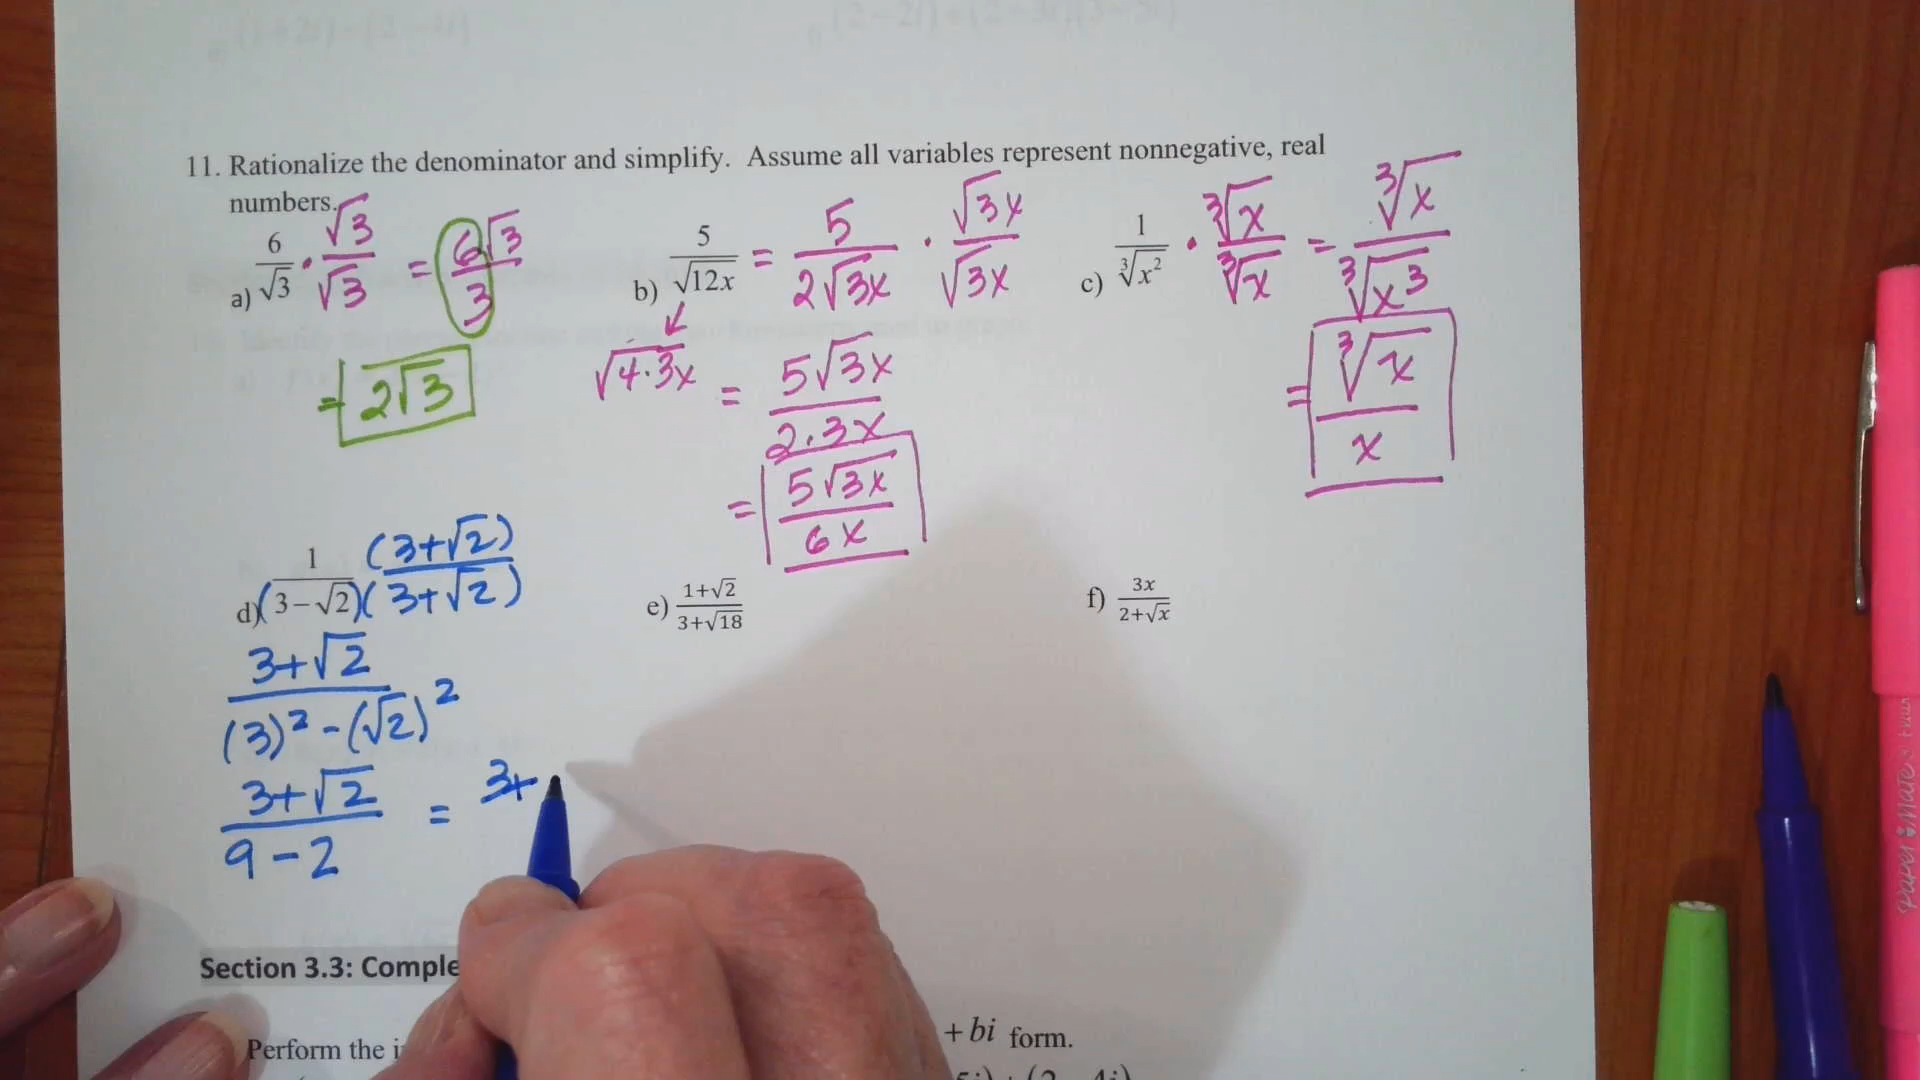 11. Rationalize the denominator and simplify. Assume all variables represent nonnegative, real
numbers.
a) 6/√3 · √3/√3 = 6√3/3
= 2√3
b) 5/√12x = 5/2√3x · √3x/√3x
√4·3x
= 5√3x/2·3x
= 5√3x/6x
c) 1/∛x² · ∛x/∛x = ∛x/∛x³
= ∛x/x
d) 1/(3−√2) (3+√2)/(3+√2)
3+√2/(3)²-(√2)²
3+√2/9-2 = 3+
e) 1+√2/3+√18
f) 3x/2+√x
Section 3.3:
Perform the
+ bi form.
PAPER MATE